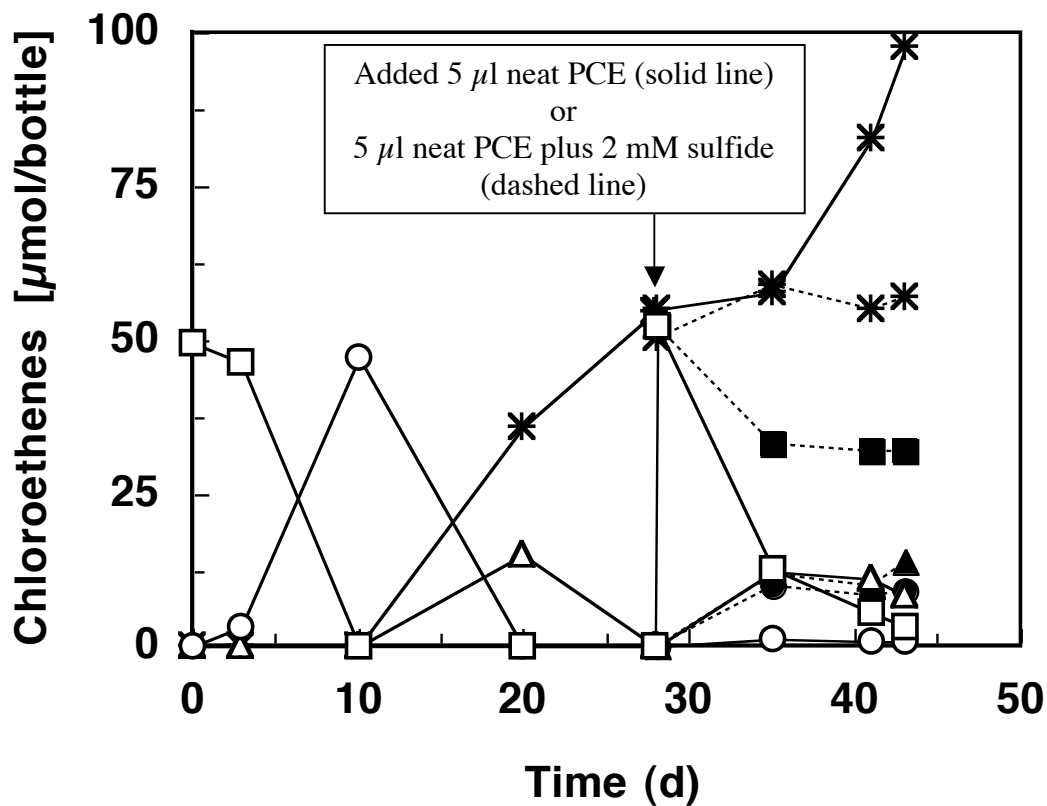 Chloroethenes [µmol/bottle]
100
75
50
25
0
Added 5 µl neat PCE (solid line)
or
5 µl neat PCE plus 2 mM sulfide
(dashed line)
0 10 20 30 40 50
Time (d)